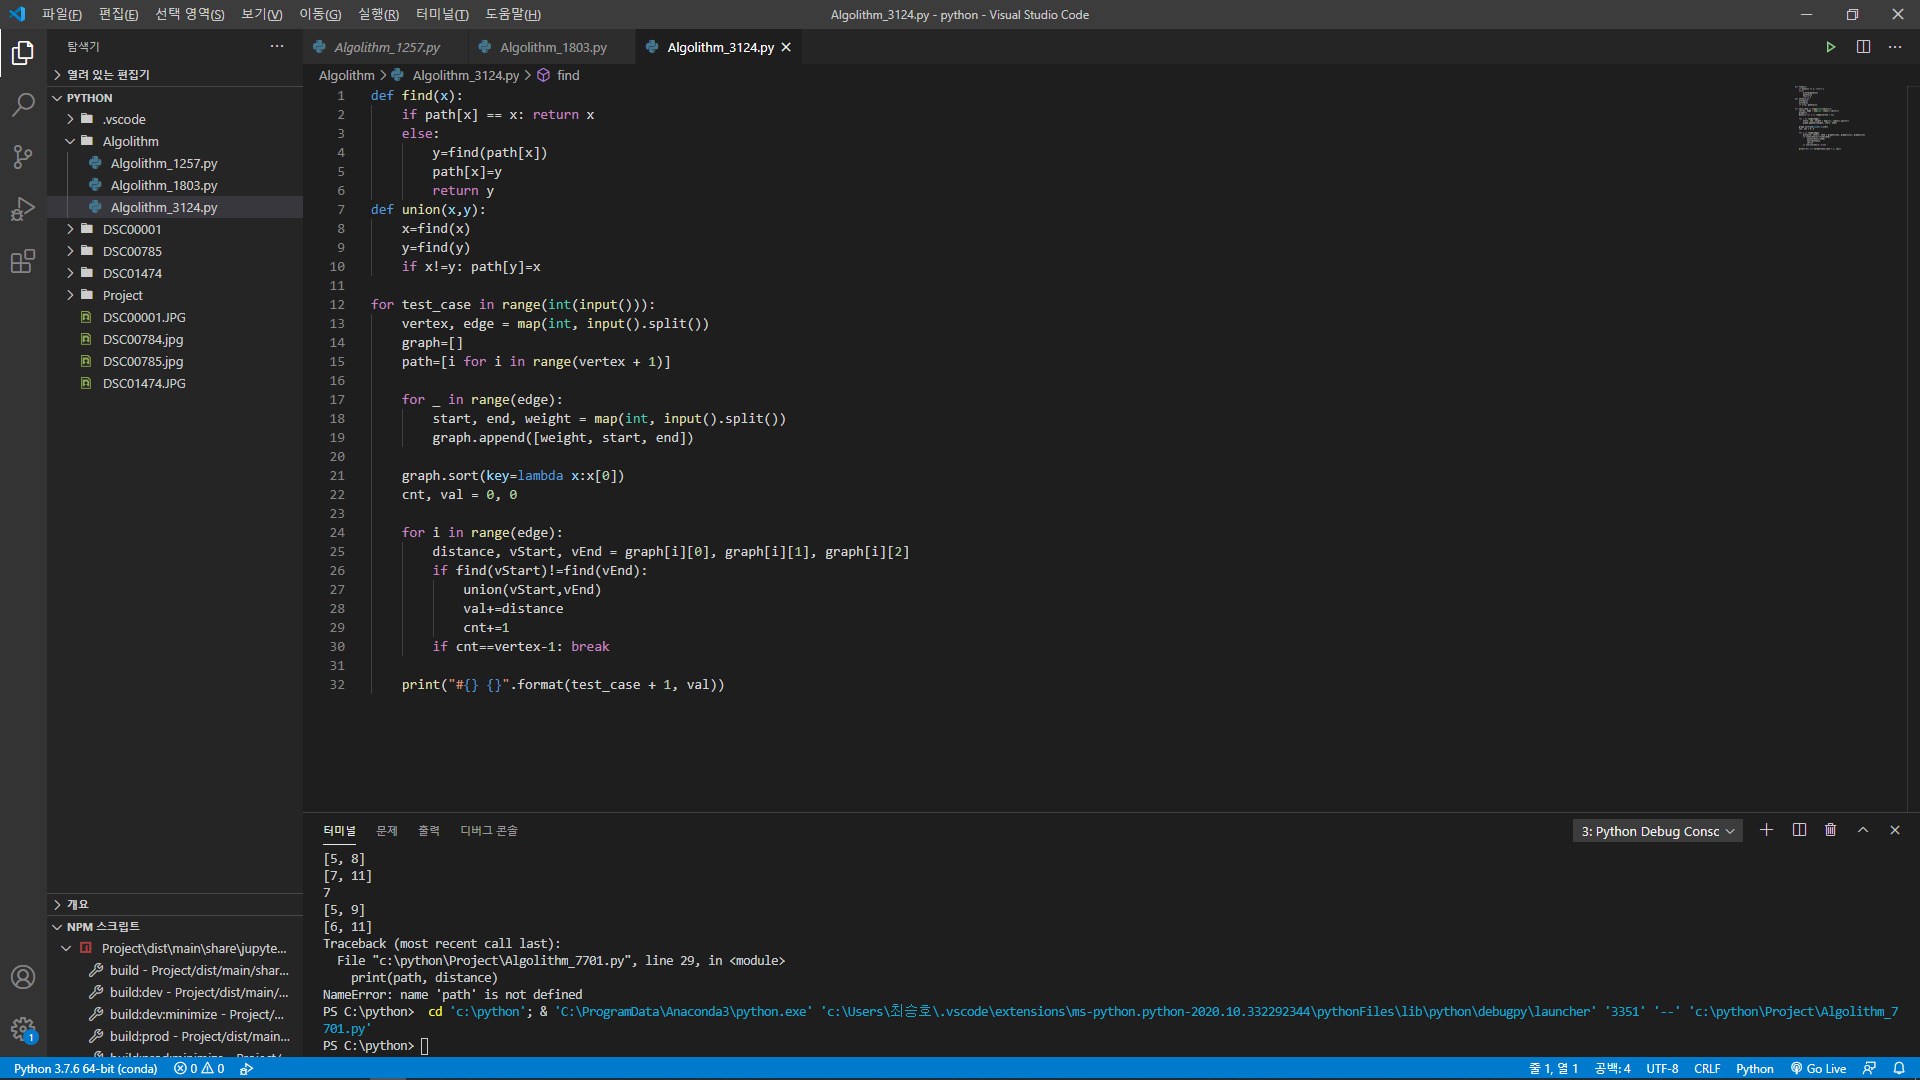 파일(F) 편집(E) 선택 영역(S) 보기(V) 이동(G) 실행(R) 터미널(T) 도움말(H)
Algolithm_3124.py - python - Visual Studio Code
탐색기
열려 있는 편집기
PYTHON
.vscode
Algolithm
Algolithm_1257.py
Algolithm_1803.py
Algolithm_3124.py
DSC00001
DSC00785
DSC01474
Project
DSC00001.JPG
DSC00784.jpg
DSC00785.jpg
DSC01474.JPG
개요
NPM 스크립트
Project\dist\main\share\jupyte...
build - Project/dist/main/shar...
build:dev - Project/dist/main/...
build:dev:minimize - Project/...
build:prod - Project/dist/main...
Algolithm_1257.py Algolithm_1803.py Algolithm_3124.py
Algolithm > Algolithm_3124.py > find
1 def find(x):
2 if path[x] == x: return x
3 else:
4 y=find(path[x])
5 path[x]=y
6 return y
7 def union(x,y):
8 x=find(x)
9 y=find(y)
10 if x!=y: path[y]=x
11
12 for test_case in range(int(input())):
13 vertex, edge = map(int, input().split())
14 graph=[]
15 path=[i for i in range(vertex + 1)]
16
17 for _ in range(edge):
18 start, end, weight = map(int, input().split())
19 graph.append([weight, start, end])
20
21 graph.sort(key=lambda x:x[0])
22 cnt, val = 0, 0
23
24 for i in range(edge):
25 distance, vStart, vEnd = graph[i][0], graph[i][1], graph[i][2]
26 if find(vStart)!=find(vEnd):
27 union(vStart,vEnd)
28 val+=distance
29 cnt+=1
30 if cnt==vertex-1: break
31
32 print("#{} {}".format(test_case + 1, val))
터미널 문제 출력 디버그 콘솔
3: Python Debug Consc
[5, 8]
[7, 11]
7
[5, 9]
[6, 11]
Traceback (most recent call last):
File "c:\python\Project\Algolithm_7701.py", line 29, in <module>
print(path, distance)
NameError: name 'path' is not defined
PS C:\python> cd 'c:\python'; & 'C:\ProgramData\Anaconda3\python.exe' 'c:\Users\최승호\.vscode\extensions\ms-python.python-2020.10.332292344\pythonFiles\lib\python\debugpy\launcher' '3351' '--' 'c:\python\Project\Algolithm_7
701.py'
PS C:\python>
1
Python 3.7.6 64-bit (conda) 0 0
줄 1, 열 1 공백: 4 UTF-8 CRLF Python Go Live